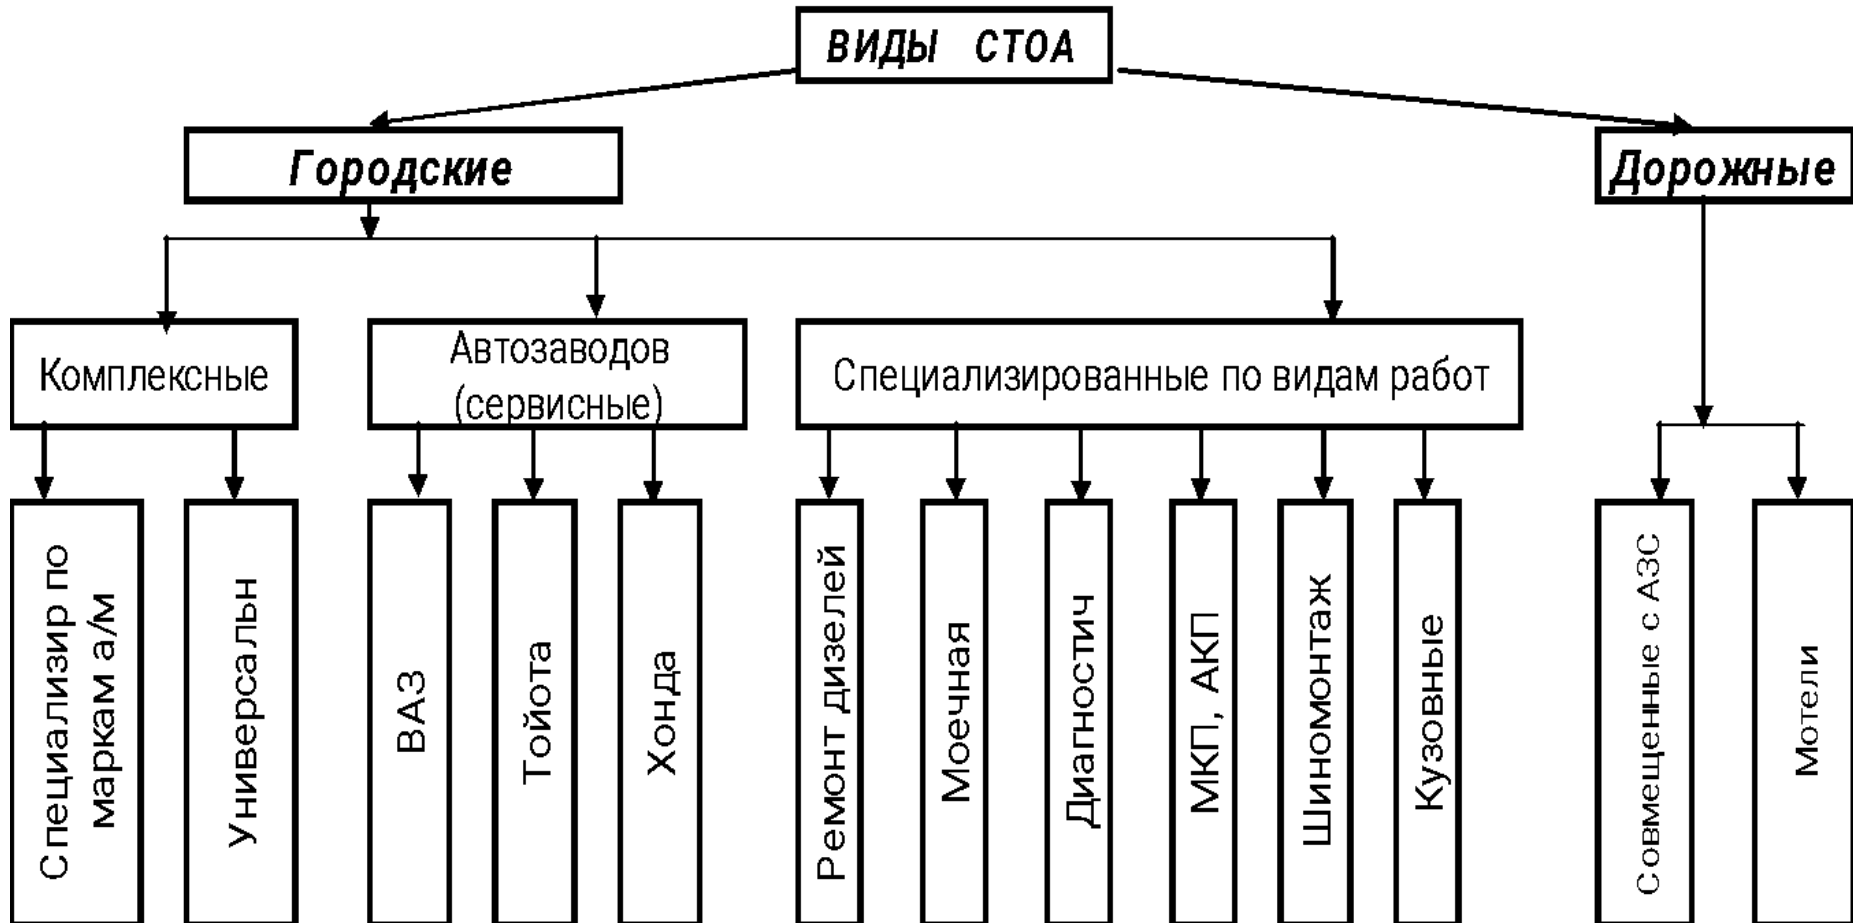 ВИДЫ СТОА
Городские
Дорожные
Комплексные
Автозаводов
(сервисные)
Специализированные по видам работ
Специализир по
маркам а/м
Универсальн
ВАЗ
Тойота
Хонда
Ремонт дизелей
Моечная
Диагностич
МКП, АКП
Шиномонтаж
Кузовные
Совмещенные с АЗС
Мотели